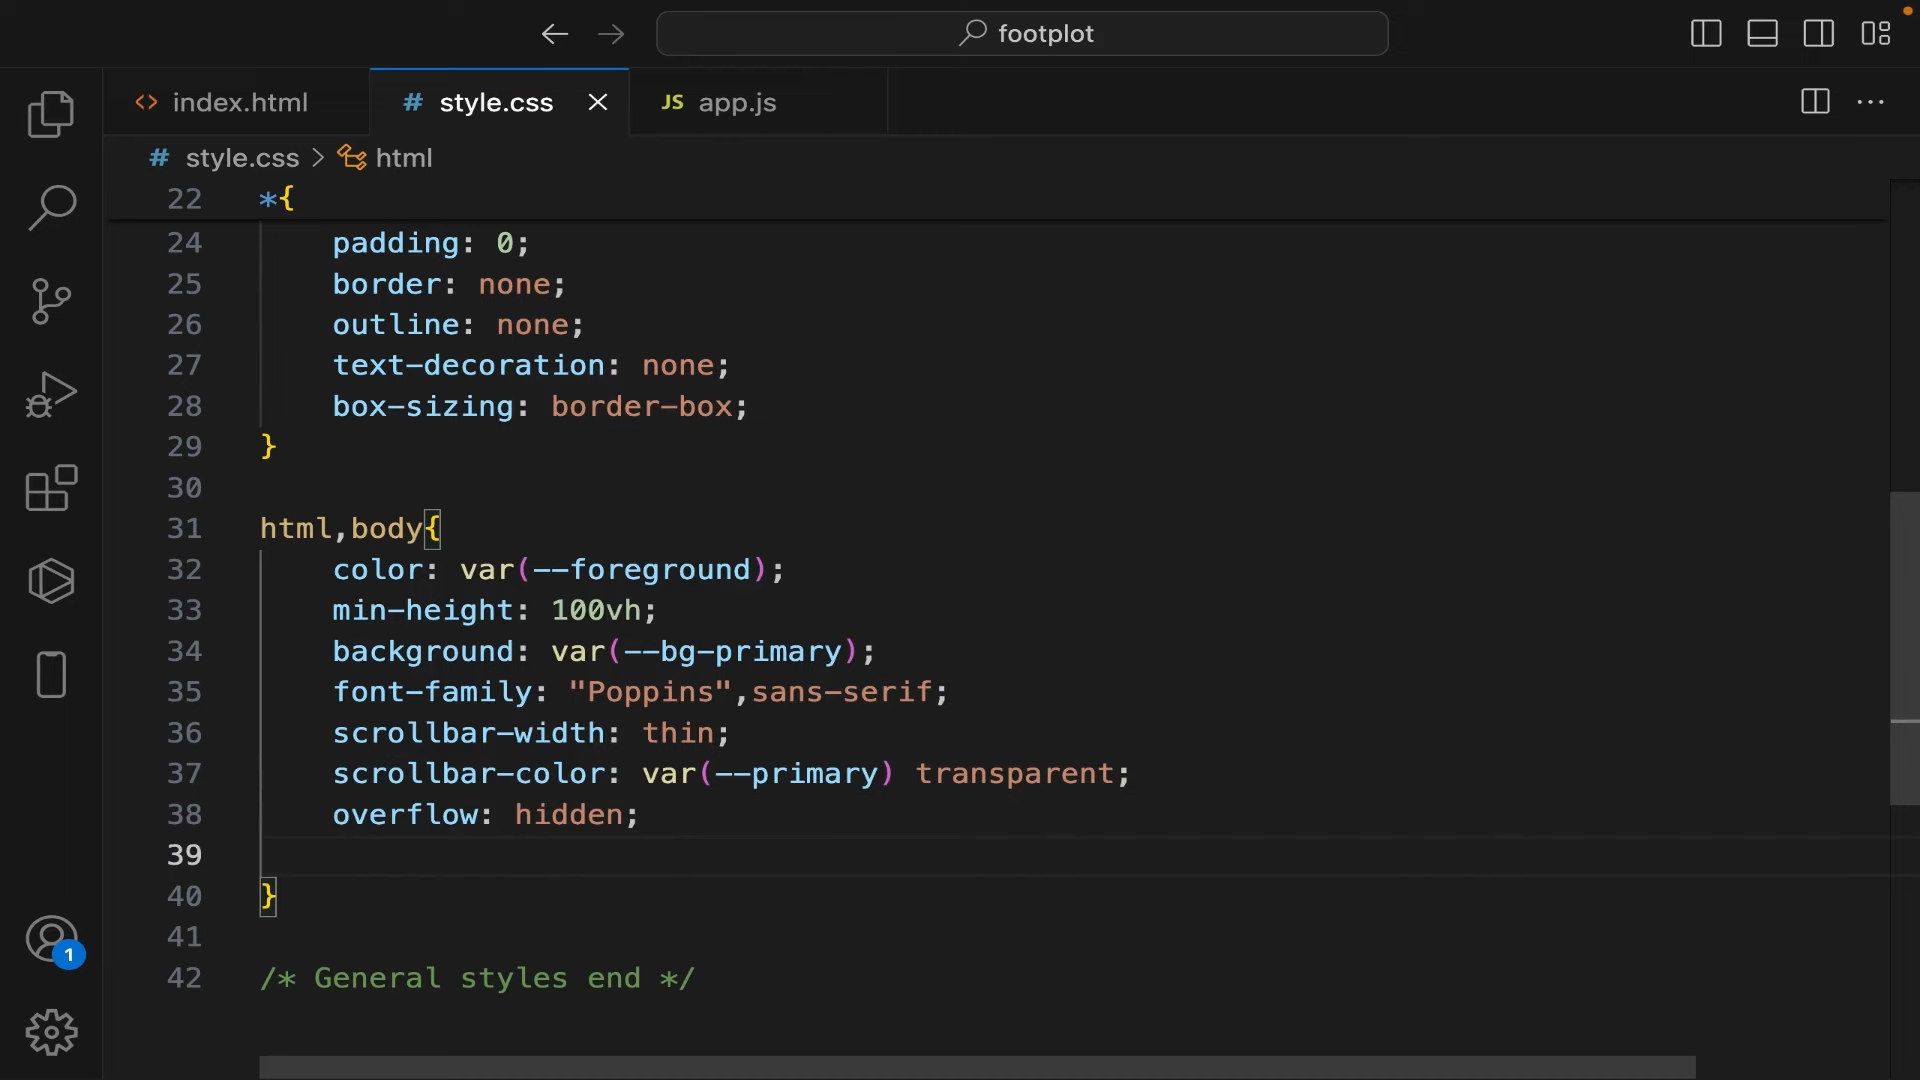 footplot
<> index.html
# style.css
JS app.js
# style.css > html
22 *{
24 padding: 0;
25 border: none;
26 outline: none;
27 text-decoration: none;
28 box-sizing: border-box;
29 }
30
31 html,body{
32 color: var(--foreground);
33 min-height: 100vh;
34 background: var(--bg-primary);
35 font-family: "Poppins",sans-serif;
36 scrollbar-width: thin;
37 scrollbar-color: var(--primary) transparent;
38 overflow: hidden;
39
40 }
41
42 /* General styles end */
1